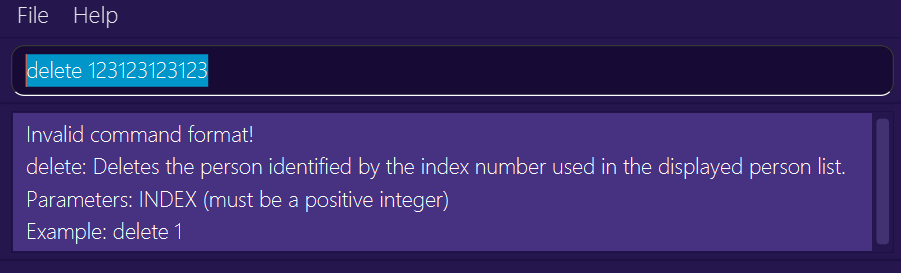 File Help
delete 123123123123
Invalid command format!
delete: Deletes the person identified by the index number used in the displayed person list.
Parameters: INDEX (must be a positive integer)
Example: delete 1